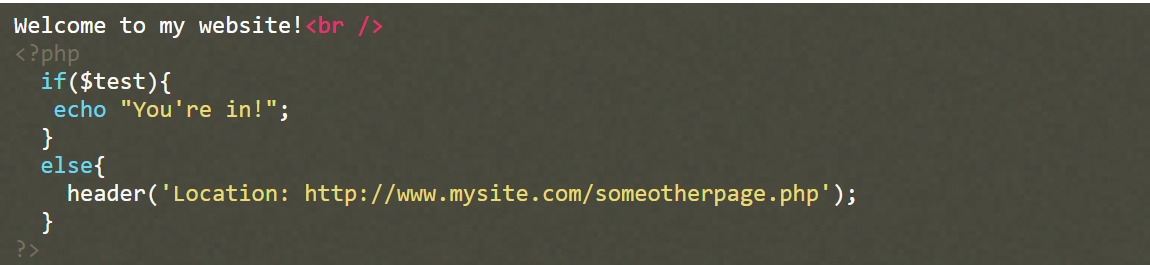 Welcome to my website!<br />
<?php
  if($test){
   echo "You're in!";
  }
  else{
    header('Location: http://www.mysite.com/someotherpage.php');
  }
?>